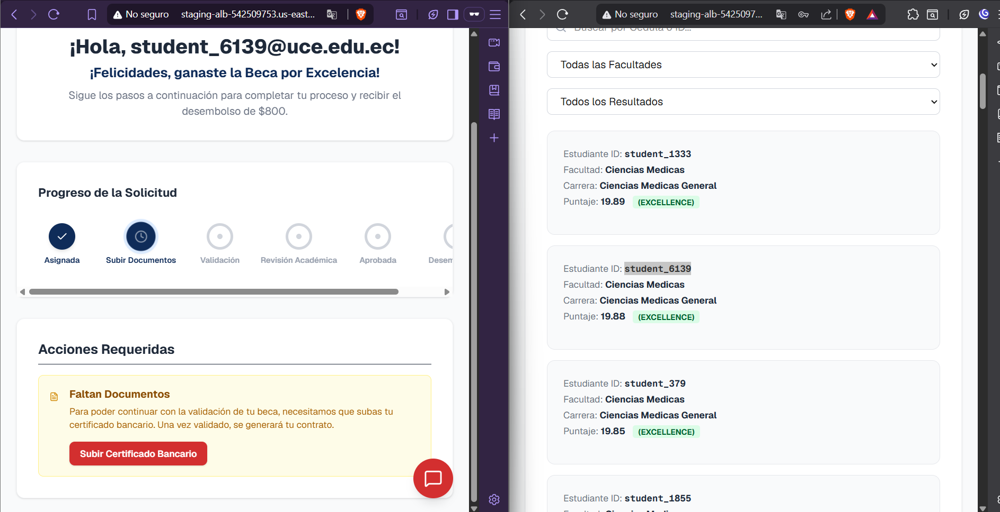 No seguro
staging-alb-542509753.us-east...
¡Hola, student_6139@uce.edu.ec!
¡Felicidades, ganaste la Beca por Excelencia!
Sigue los pasos a continuación para completar tu proceso y recibir el
desembolso de $800.
Progreso de la Solicitud
Asignada
Subir Documentos
Validación
Revisión Académica
Aprobada
Desem
Acciones Requeridas
Faltan Documentos
Para poder continuar con la validación de tu beca, necesitamos que subas tu
certificado bancario. Una vez validado, se generará tu contrato.
Subir Certificado Bancario
No seguro
staging-alb-5425097...
Buscar por Cédula o ID...
Todas las Facultades
Todos los Resultados
Estudiante ID: student_1333
Facultad: Ciencias Medicas
Carrera: Ciencias Medicas General
Puntaje: 19.89 (EXCELLENCE)
Estudiante ID: student_6139
Facultad: Ciencias Medicas
Carrera: Ciencias Medicas General
Puntaje: 19.88 (EXCELLENCE)
Estudiante ID: student_379
Facultad: Ciencias Medicas
Carrera: Ciencias Medicas General
Puntaje: 19.85 (EXCELLENCE)
Estudiante ID: student_1855
Facultad: Ciencias Medicas